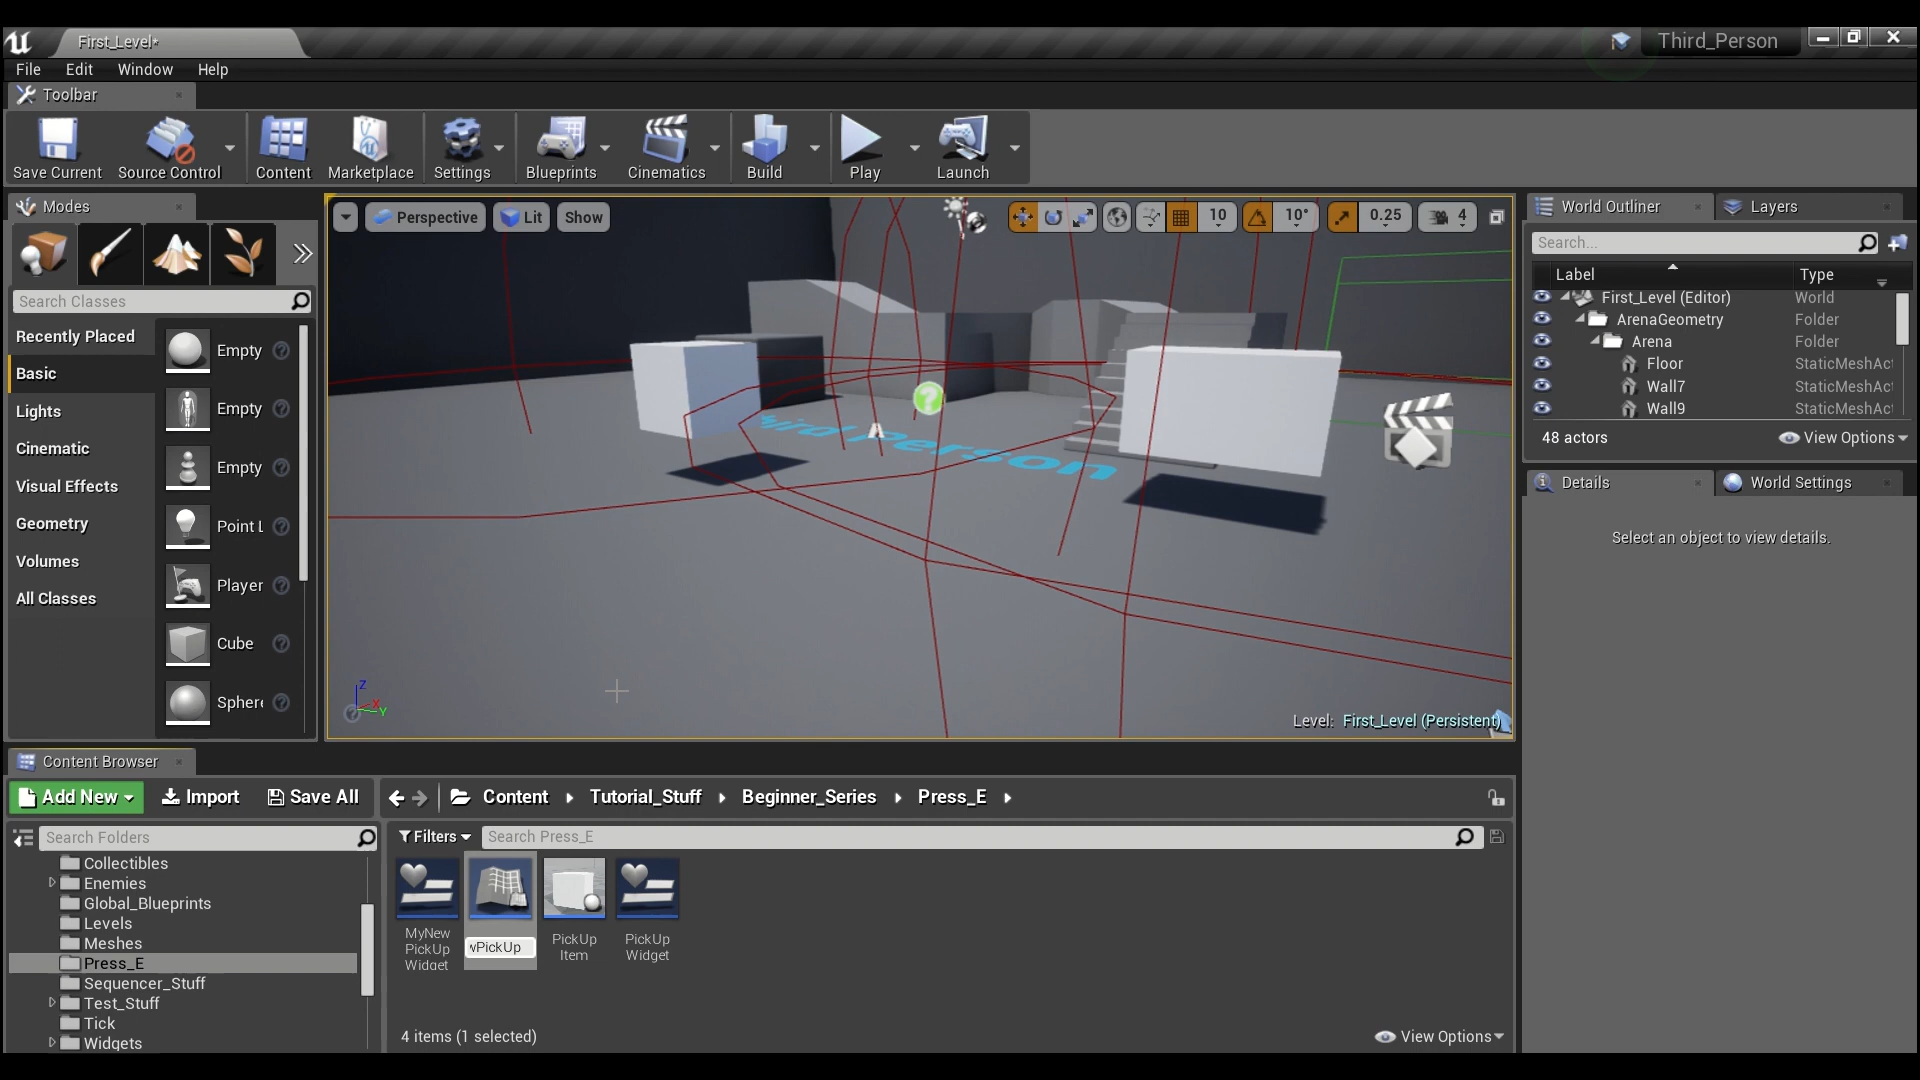 First_Level*
Third_Person
File Edit Window Help
Toolbar
Save Current
Source Control
Content
Marketplace
Settings
Blueprints
Cinematics
Build
Play
Launch
Modes
Search Classes
Recently Placed
Basic
Lights
Cinematic
Visual Effects
Geometry
Volumes
All Classes
Empty
Empty
Empty
Point L
Player
Cube
Sphere
Perspective
Lit
Show
10
10°
0.25
4
Person
Z
X
Y
Level: First_Level (Persistent)
World Outliner
Layers
Search...
Label
Type
First_Level (Editor) World
ArenaGeometry Folder
Arena Folder
Floor StaticMeshAct
Wall7 StaticMeshAct
Wall9 StaticMeshAct
48 actors
View Options
Details
World Settings
Select an object to view details.
Content Browser
Add New
Import
Save All
Content
Tutorial_Stuff
Beginner_Series
Press_E
Search Folders
Collectibles
Enemies
Global_Blueprints
Levels
Meshes
Press_E
Sequencer_Stuff
Test_Stuff
Tick
Widgets
Filters
Search Press_E
MyNew
PickUp
Widget
PickUp
PickUp
Item
PickUp
Widget
4 items (1 selected)
View Options